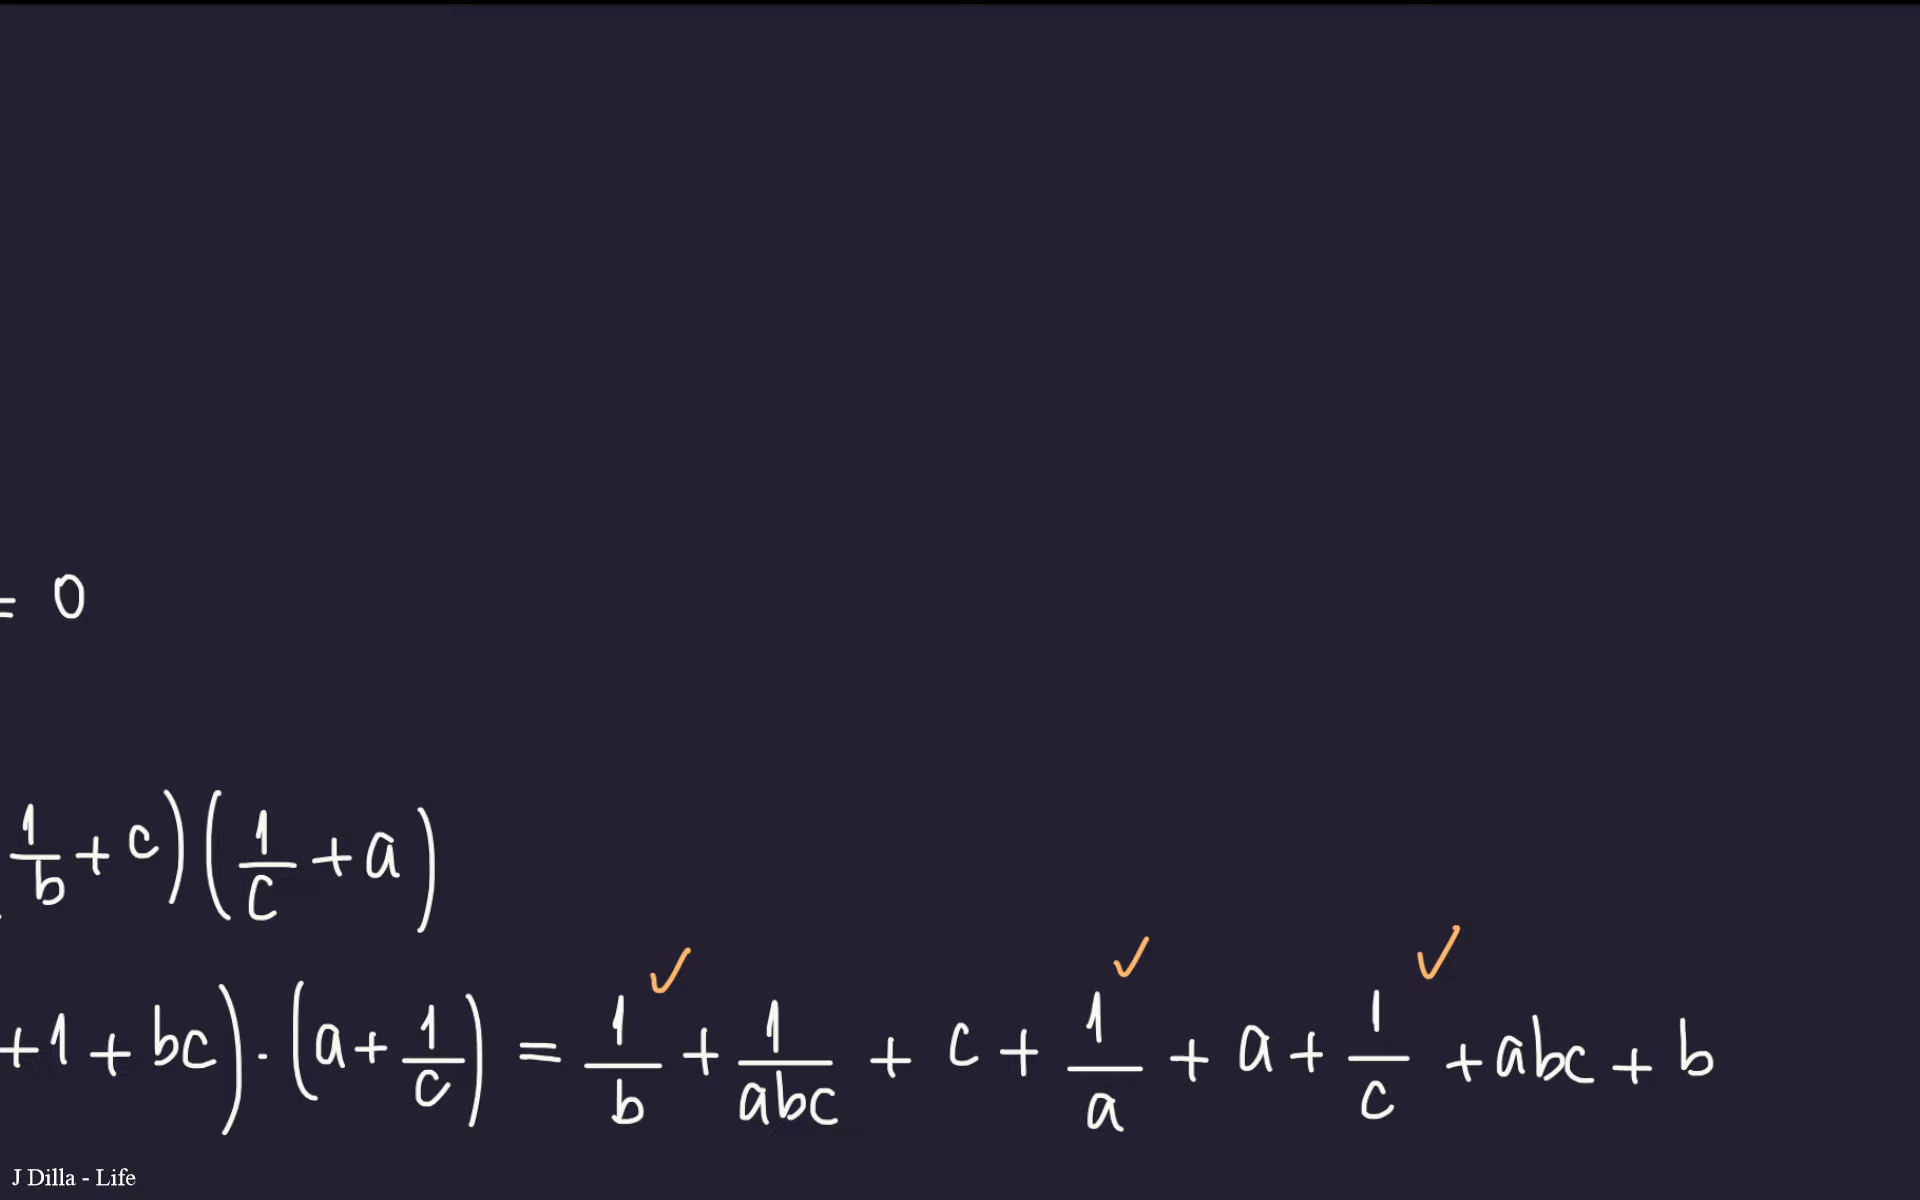 = 0
1/b + c)(1/c + a)
+ 1 + bc) · (a + 1/c) = 1/b ✓ + 1/abc + c + 1/a ✓ + a + 1/c ✓ + abc + b
J Dilla - Life